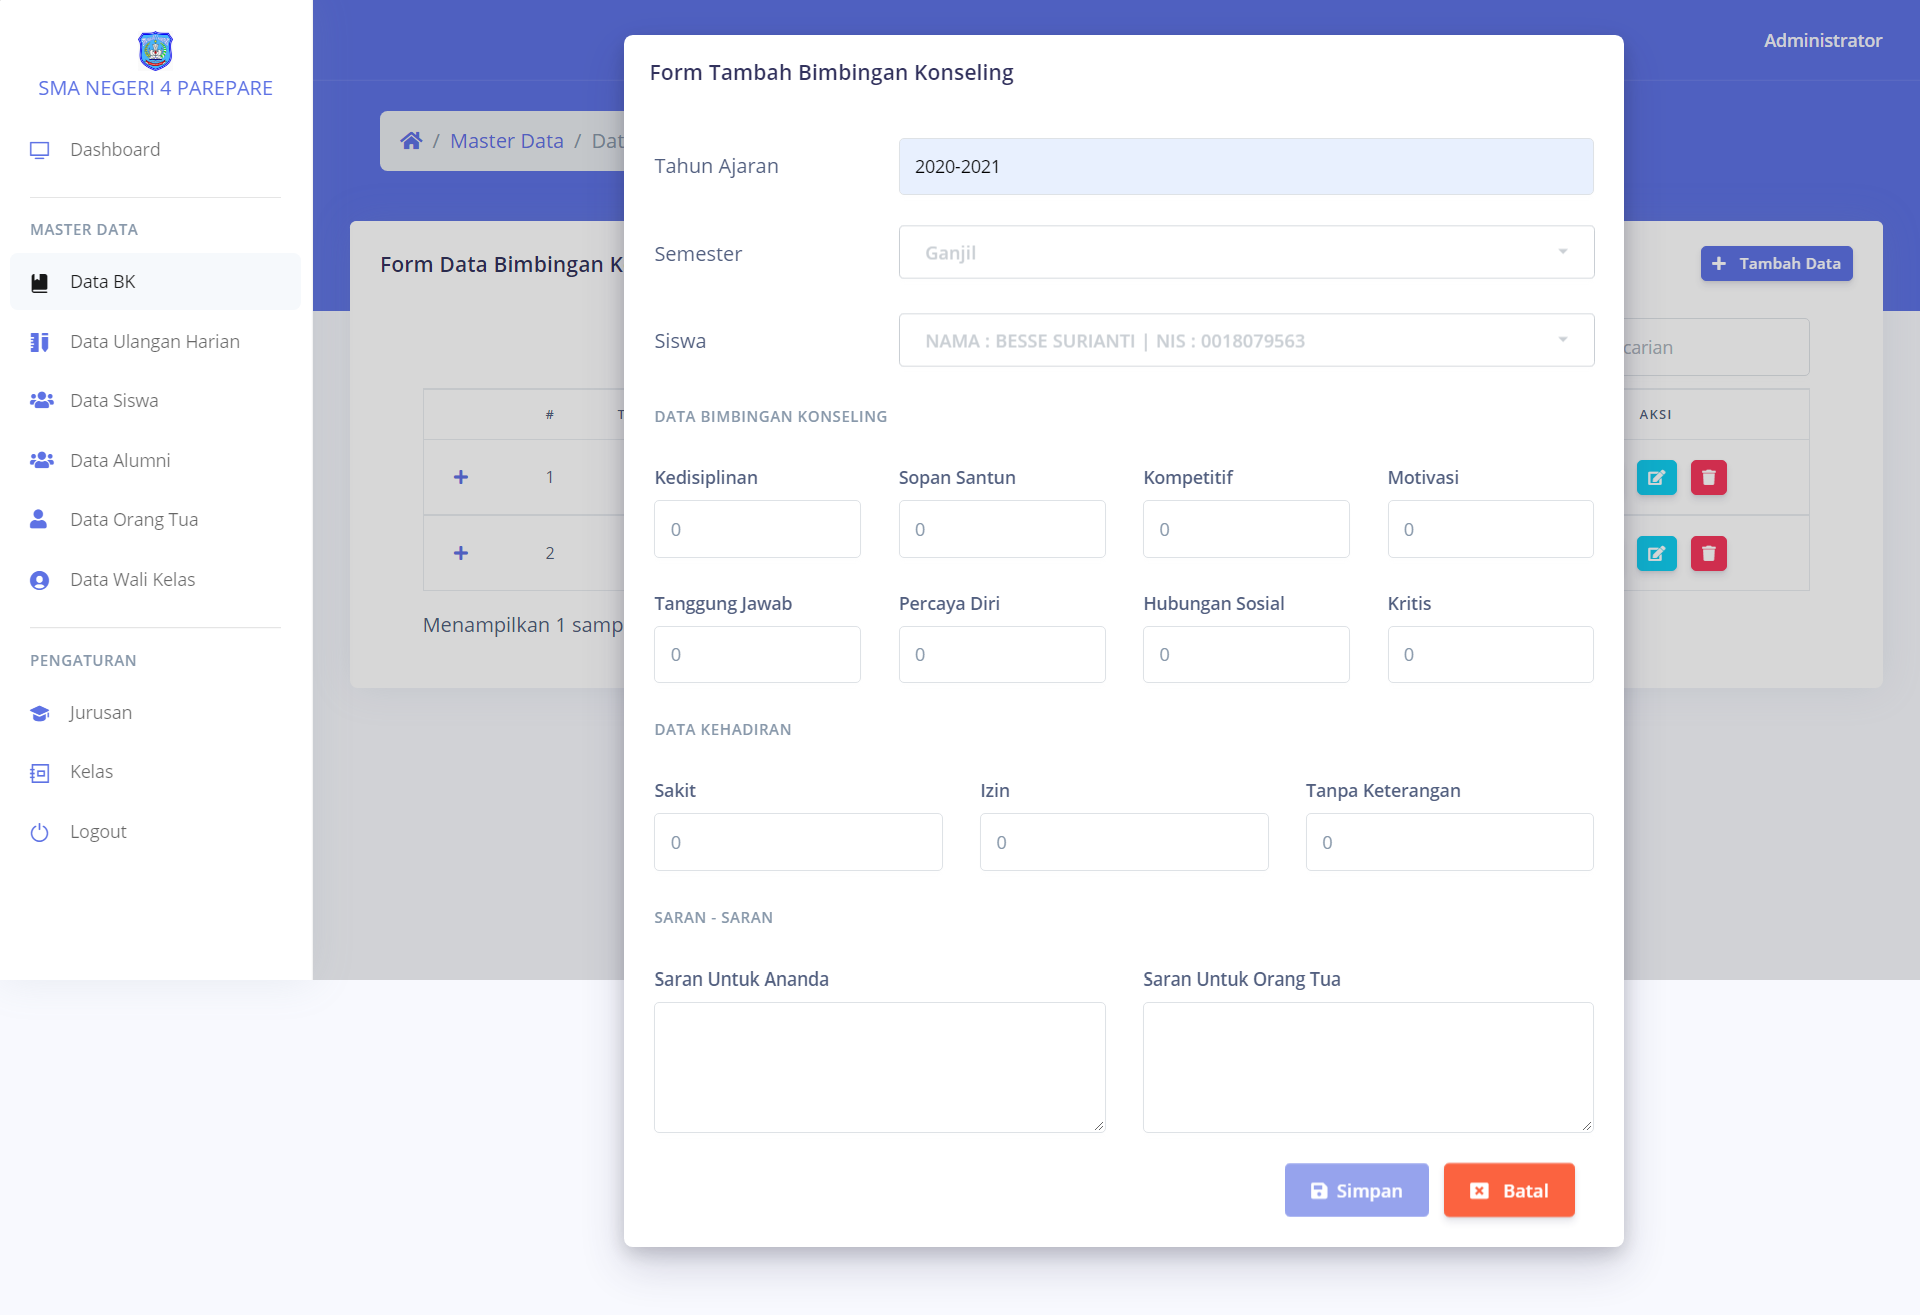 SMA NEGERI 4 PAREPARE
Dashboard
MASTER DATA
Data BK
Data Ulangan Harian
Data Siswa
Data Alumni
Data Orang Tua
Data Wali Kelas
PENGATURAN
Jurusan
Kelas
Logout
Administrator
/ Master Data / Dat
Form Data Bimbingan K
Tambah Data
carian
# T AKSI
1
2
Menampilkan 1 samp
Form Tambah Bimbingan Konseling
Tahun Ajaran 2020-2021
Semester Ganjil
Siswa NAMA : BESSE SURIANTI | NIS : 0018079563
DATA BIMBINGAN KONSELING
Kedisiplinan Sopan Santun Kompetitif Motivasi
0 0 0 0
Tanggung Jawab Percaya Diri Hubungan Sosial Kritis
0 0 0 0
DATA KEHADIRAN
Sakit Izin Tanpa Keterangan
0 0 0
SARAN - SARAN
Saran Untuk Ananda Saran Untuk Orang Tua
Simpan Batal